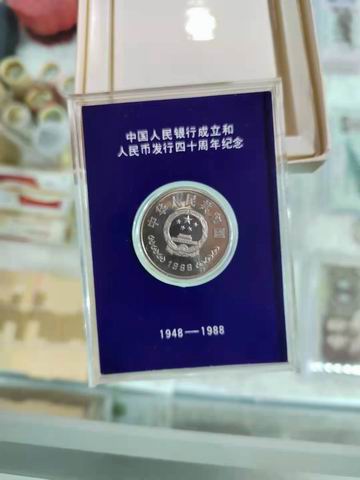 中国人民银行成立和
人民币发行四十周年纪念
中华人民共和国
1988
1948—1988